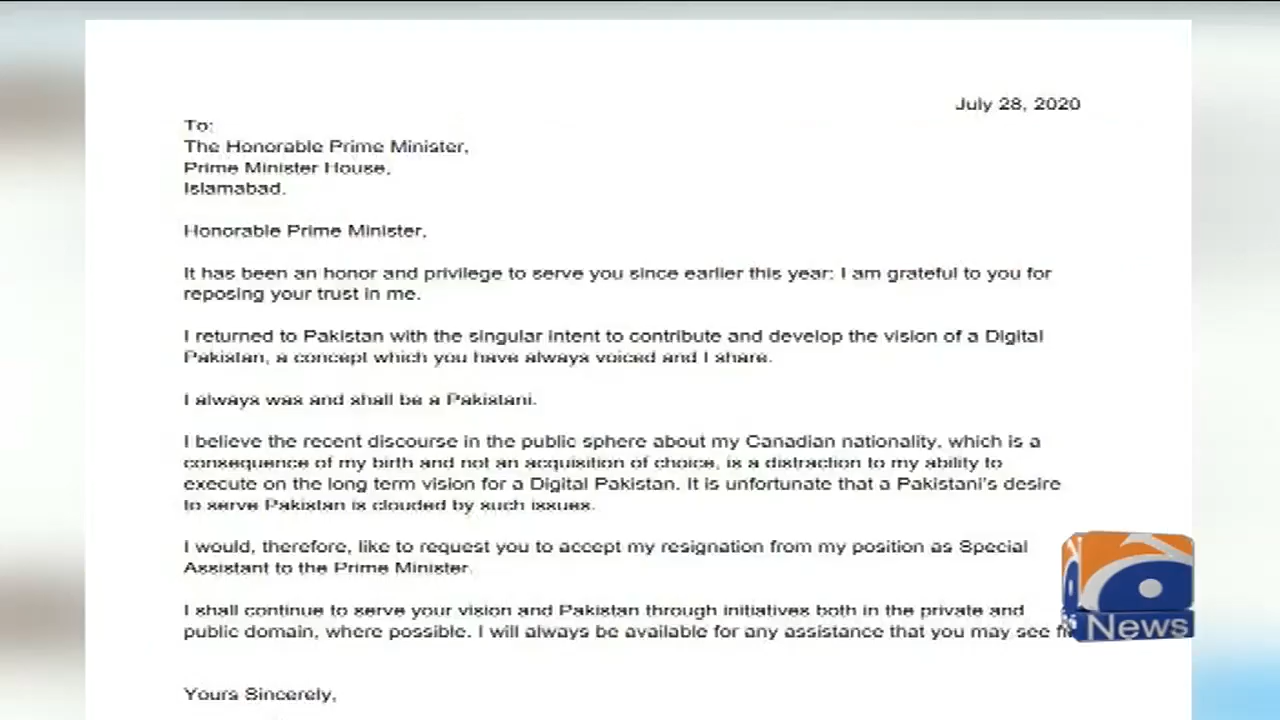 July 28, 2020
To:
The Honorable Prime Minister,
Prime Minister House,
Islamabad.
Honorable Prime Minister,
It has been an honor and privilege to serve you since earlier this year; I am grateful to you for
reposing your trust in me.
I returned to Pakistan with the singular intent to contribute and develop the vision of a Digital
Pakistan, a concept which you have always voiced and I share.
I always was and shall be a Pakistani.
I believe the recent discourse in the public sphere about my Canadian nationality, which is a
consequence of my birth and not an acquisition of choice, is a distraction to my ability to
execute on the long term vision for a Digital Pakistan. It is unfortunate that a Pakistani's desire
to serve Pakistan is clouded by such issues.
I would, therefore, like to request you to accept my resignation from my position as Special
Assistant to the Prime Minister.
I shall continue to serve your vision and Pakistan through initiatives both in the private and
public domain, where possible. I will always be available for any assistance that you may see
News
Yours Sincerely,